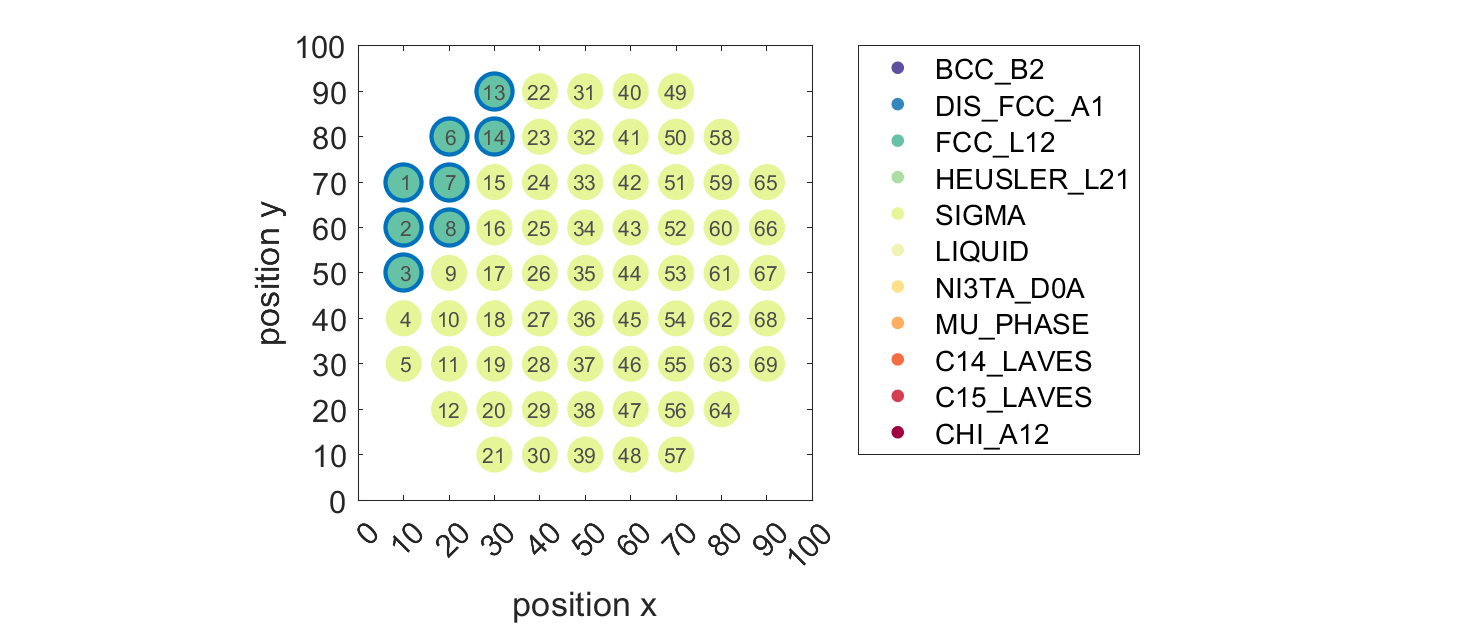 100
90
80
70
60
50
40
30
20
10
0
position y
13 22 31 40 49
6 14 23 32 41 50 58
1 7 15 24 33 42 51 59 65
2 8 16 25 34 43 52 60 66
3 9 17 26 35 44 53 61 67
4 10 18 27 36 45 54 62 68
5 11 19 28 37 46 55 63 69
12 20 29 38 47 56 64
21 30 39 48 57
0 10 20 30 40 50 60 70 80 90 100
position x
BCC_B2
DIS_FCC_A1
FCC_L12
HEUSLER_L21
SIGMA
LIQUID
NI3TA_D0A
MU_PHASE
C14_LAVES
C15_LAVES
CHI_A12